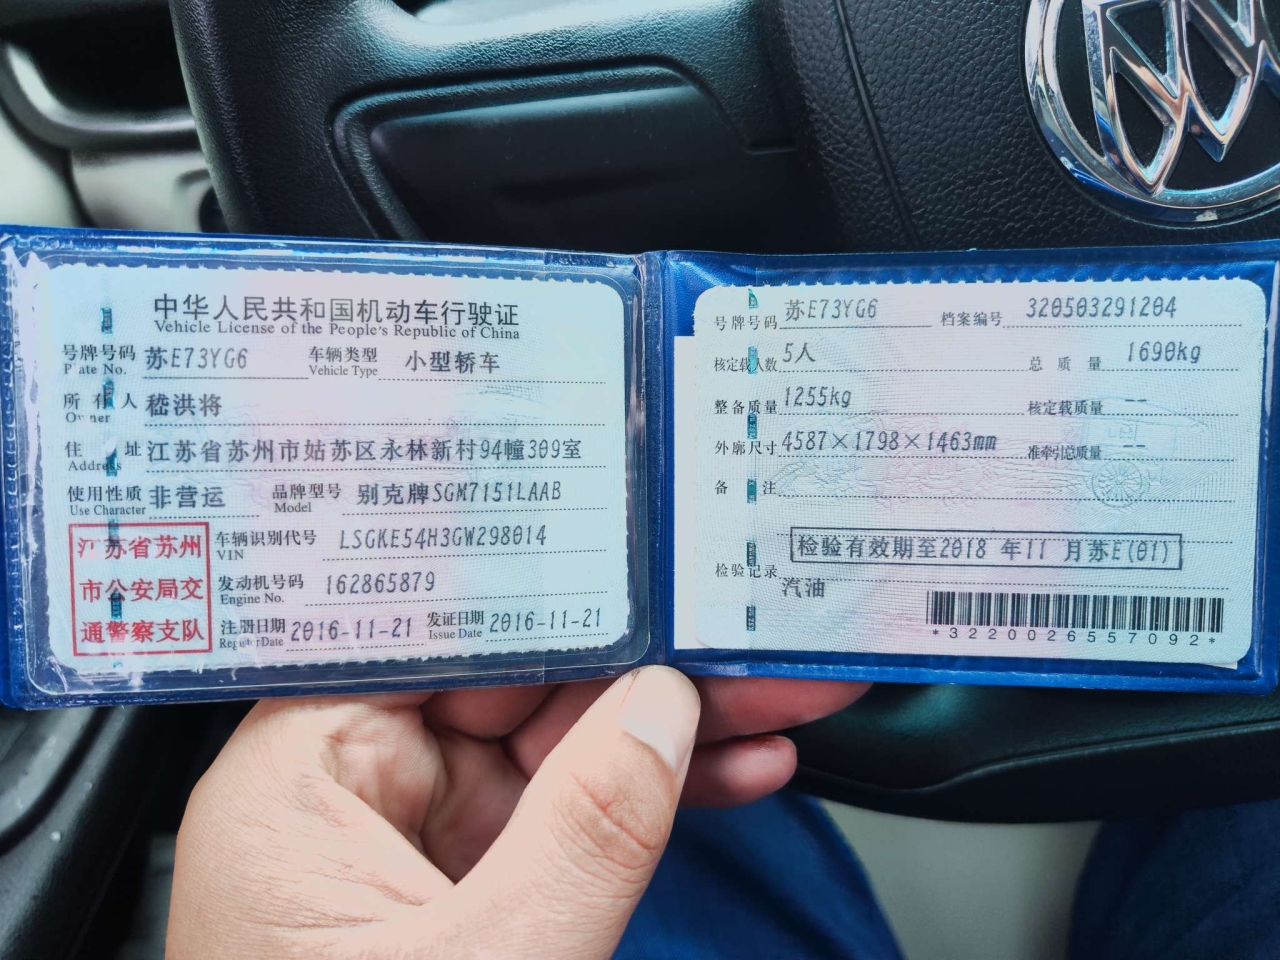 中华人民共和国机动车行驶证
Vehicle License of the People's Republic of China
号牌号码 苏E73YG6 车辆类型 小型轿车
Plate No. Vehicle Type
所有人 嵇洪将
Owner
住址 江苏省苏州市姑苏区永林新村94幢309室
Address
使用性质 非营运 品牌型号 别克牌SGM7151LAAB
Use Character Model
江苏省苏州
市公安局交
通警察支队
车辆识别代号 LSGKE54H3GW298014
VIN
发动机号码 162865879
Engine No.
注册日期 2016-11-21 发证日期 2016-11-21
Register Date Issue Date
号牌号码 苏E73YG6 档案编号 320503291204
核定载人数 5人 总质量 1690kg
整备质量 1255kg 核定载质量 --
外廓尺寸 4587×1798×1463mm 准牵引总质量 --
备注
检验有效期至2018 年11 月苏E(01)
检验记录
汽油
*3220026557092*